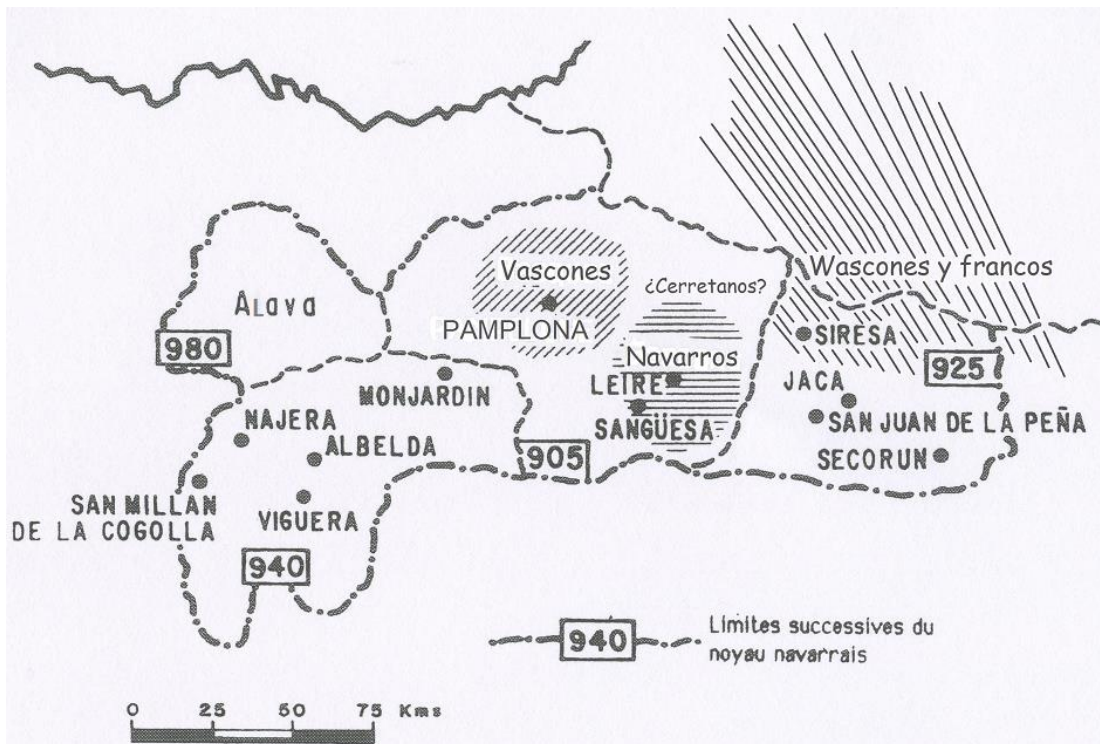 Vascones
Wascones y francos
¿Cerretanos?
Alava
PAMPLONA
SIRESA
980
Navarros
925
MONJARDIN
LEIRE
JACA
NAJERA
SANGÜESA
SAN JUAN DE LA PEÑA
ALBELDA
905
SECORUN
SAN MILLAN
DE LA COGOLLA
VIGUERA
940
940
Limites successives du
noyau navarrais
0 25 50 75 Kms